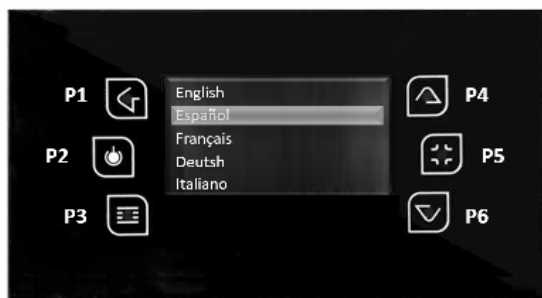 P1
English
P4
Español
Français
P2
P5
Deutsh
Italiano
P3
P6